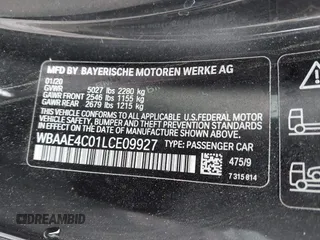 MFD BY BAYERISCHE MOTOREN WERKE AG
01/20
GVWR 5027 lbs 2280 kg
GAWR FRONT 2546 lbs 1155 kg
GAWR REAR 2679 lbs 1215 kg
THIS VEHICLE CONFORMS TO ALL
APPLICABLE U.S. FEDERAL MOTOR
VEHICLE SAFETY, BUMPER, AND
THEFT PREVENTION STANDARDS
IN EFFECT ON THE DATE OF
MANUFACTURE SHOWN ABOVE.
WBAAE4C01LCE09927 TYPE: PASSENGER CAR
475/9
7 315 814
DREAMBID